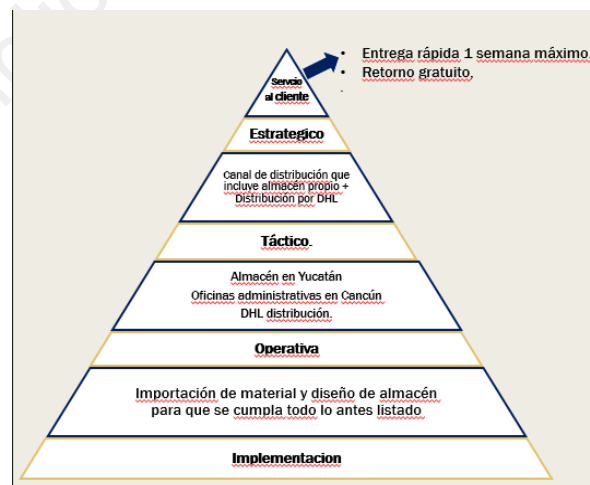 Servcio
al cliente
• Entrega rápida 1 semana máximo.
• Retorno gratuito,
.
Estrategico
Canal de distribución que
incluye almacén propio +
Distribución por DHL
Táctico.
Almacén en Yucatán
Oficinas administrativas en Cancún
DHL distribución.
Operativa
Importación de material y diseño de almacén
para que se cumpla todo lo antes listado
Implementacion